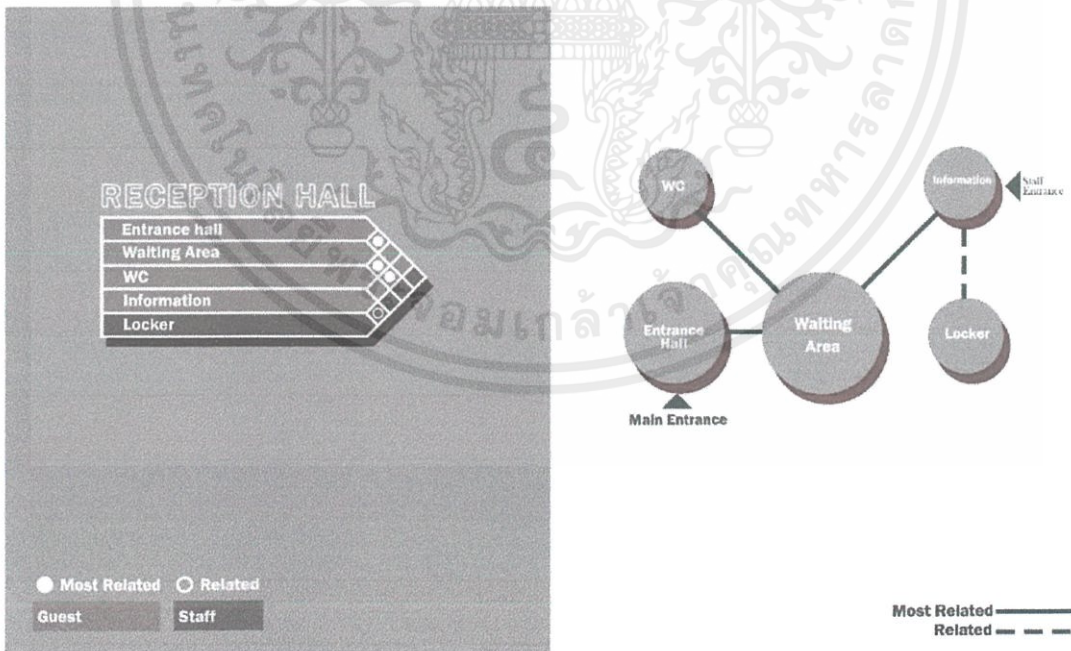 RECEPTION HALL
Entrance hall
Waiting Area
WC
Information
Locker
Most Related
Related
Guest
Staff
WC
Information
Staff
Entrance
Entrance
Hall
Waiting
Area
Locker
Main Entrance
Most Related
Related